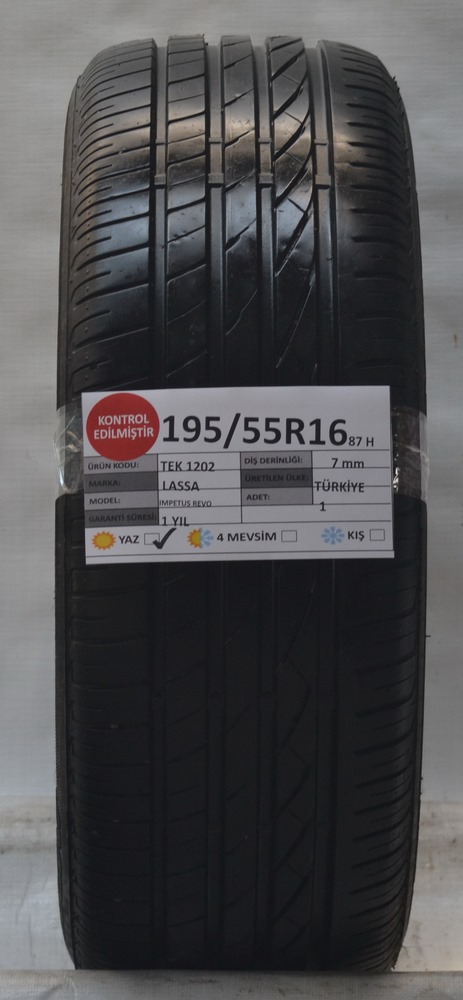 KONTROL
EDİLMİŞTİR
195/55R16 87 H
ÜRÜN KODU: TEK 1202 DİŞ DERİNLİĞİ: 7 mm
MARKA: LASSA ÜRETİLEN ÜLKE: TÜRKİYE
MODEL: IMPETUS REVO ADET: 1
GARANTİ SÜRESİ: 1 YIL
YAZ 4 MEVSİM KIŞ